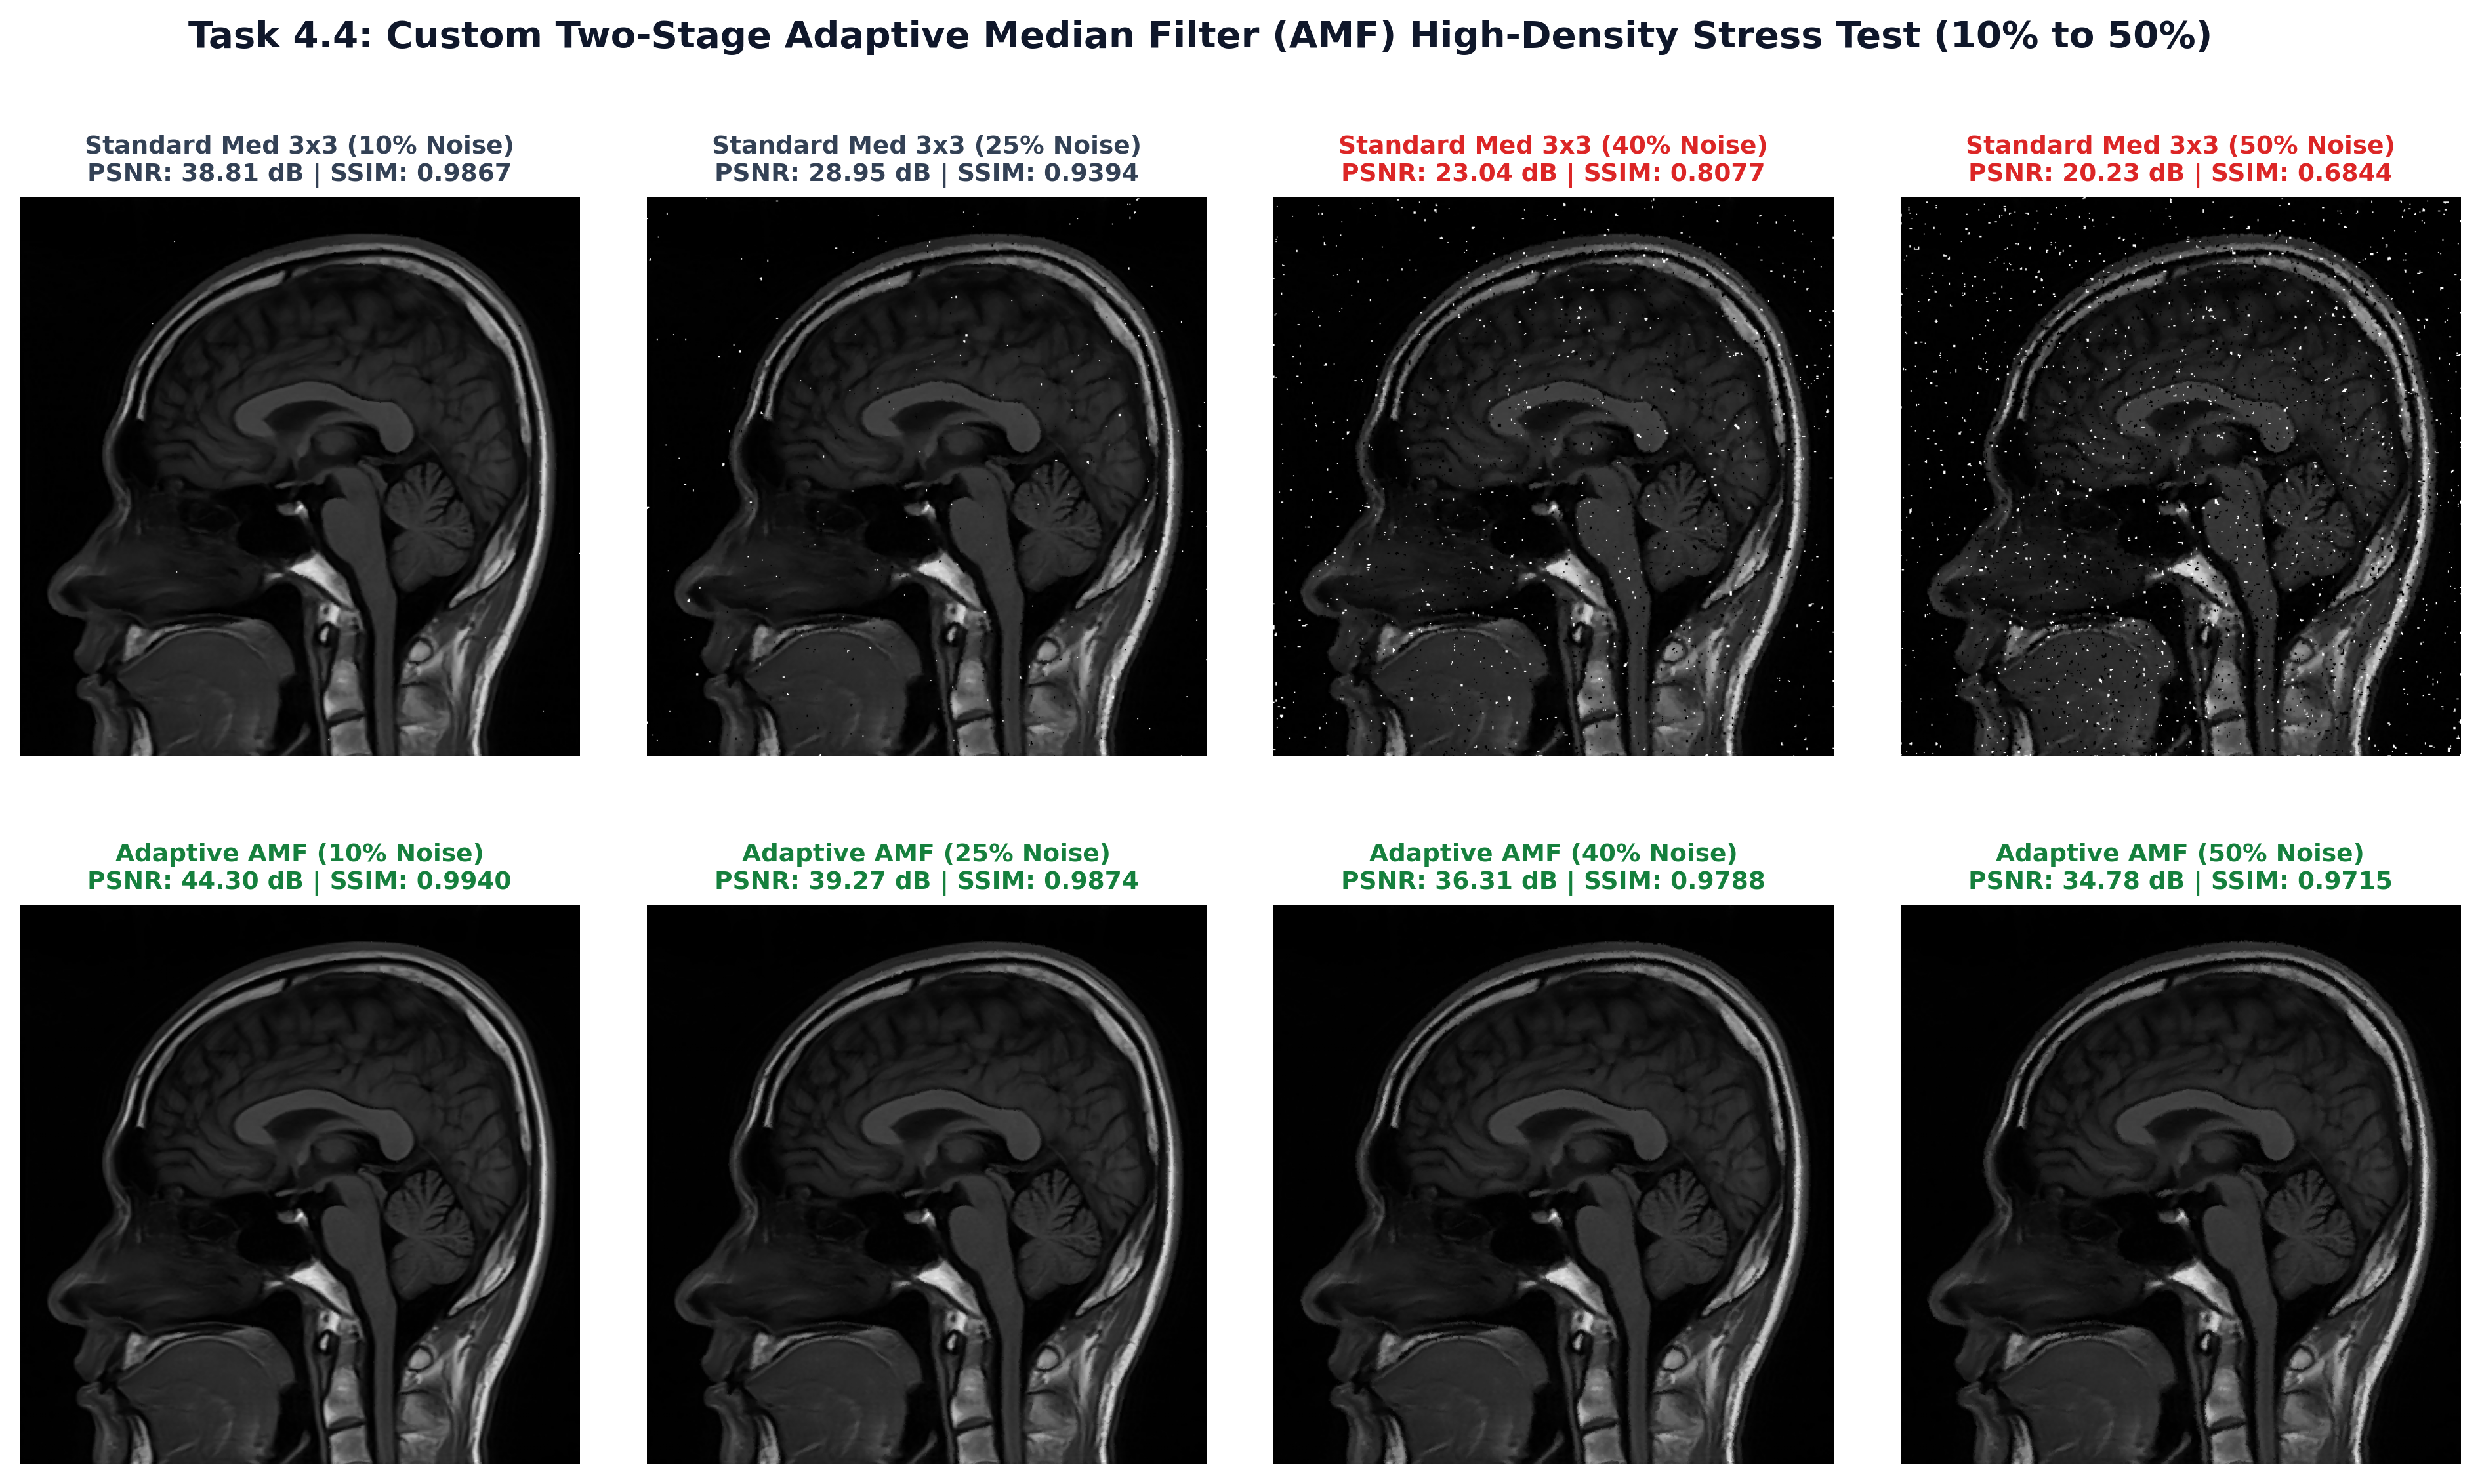 Task 4.4: Custom Two-Stage Adaptive Median Filter (AMF) High-Density Stress Test (10% to 50%)
Standard Med 3x3 (10% Noise)
PSNR: 38.81 dB | SSIM: 0.9867
Standard Med 3x3 (25% Noise)
PSNR: 28.95 dB | SSIM: 0.9394
Standard Med 3x3 (40% Noise)
PSNR: 23.04 dB | SSIM: 0.8077
Standard Med 3x3 (50% Noise)
PSNR: 20.23 dB | SSIM: 0.6844
Adaptive AMF (10% Noise)
PSNR: 44.30 dB | SSIM: 0.9940
Adaptive AMF (25% Noise)
PSNR: 39.27 dB | SSIM: 0.9874
Adaptive AMF (40% Noise)
PSNR: 36.31 dB | SSIM: 0.9788
Adaptive AMF (50% Noise)
PSNR: 34.78 dB | SSIM: 0.9715